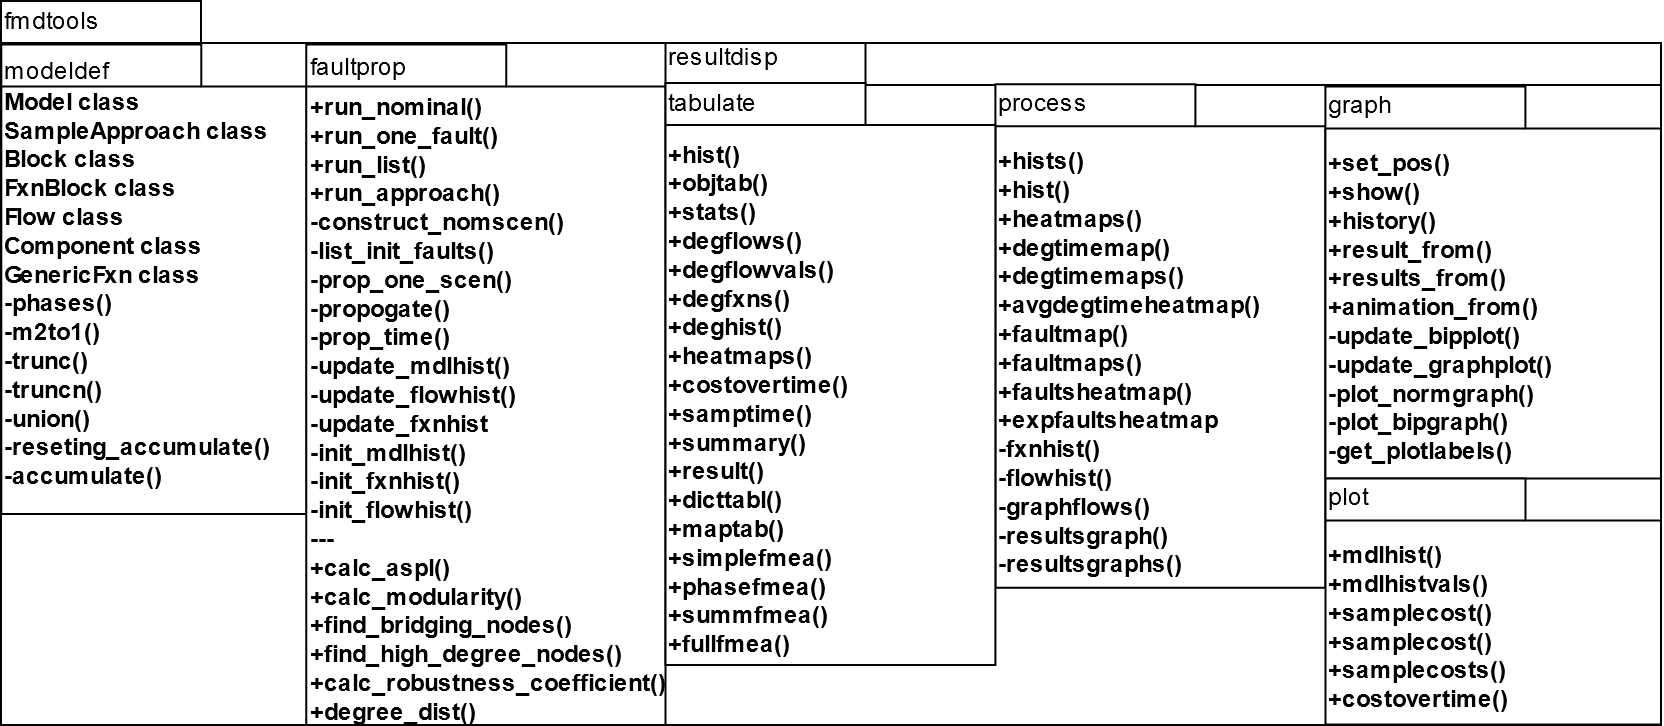 fmdtools
modeldef
Model class
SampleApproach class
Block class
FxnBlock class
Flow class
Component class
GenericFxn class
-phases()
-m2to1()
-trunc()
-truncn()
-union()
-reseting_accumulate()
-accumulate()
faultprop
+run_nominal()
+run_one_fault()
+run_list()
+run_approach()
-construct_nomscen()
-list_init_faults()
-prop_one_scen()
-propogate()
-prop_time()
-update_mdlhist()
-update_flowhist()
-update_fxnhist
-init_mdlhist()
-init_fxnhist()
-init_flowhist()
---
+calc_aspl()
+calc_modularity()
+find_bridging_nodes()
+find_high_degree_nodes()
+calc_robustness_coefficient()
+degree_dist()
resultdisp
tabulate
+hist()
+objtab()
+stats()
+degflows()
+degflowvals()
+degfxns()
+deghist()
+heatmaps()
+costovertime()
+samptime()
+summary()
+result()
+dicttabl()
+maptab()
+simplefmea()
+phasefmea()
+summfmea()
+fullfmea()
process
+hists()
+hist()
+heatmaps()
+degtimemap()
+degtimemaps()
+avgdegtimeheatmap()
+faultmap()
+faultmaps()
+faultsheatmap()
+expfaultsheatmap
-fxnhist()
-flowhist()
-graphflows()
-resultsgraph()
-resultsgraphs()
graph
+set_pos()
+show()
+history()
+result_from()
+results_from()
+animation_from()
-update_bipplot()
-update_graphplot()
-plot_normgraph()
-plot_bipgraph()
-get_plotlabels()
plot
+mdlhist()
+mdlhistvals()
+samplecost()
+samplecost()
+samplecosts()
+costovertime()